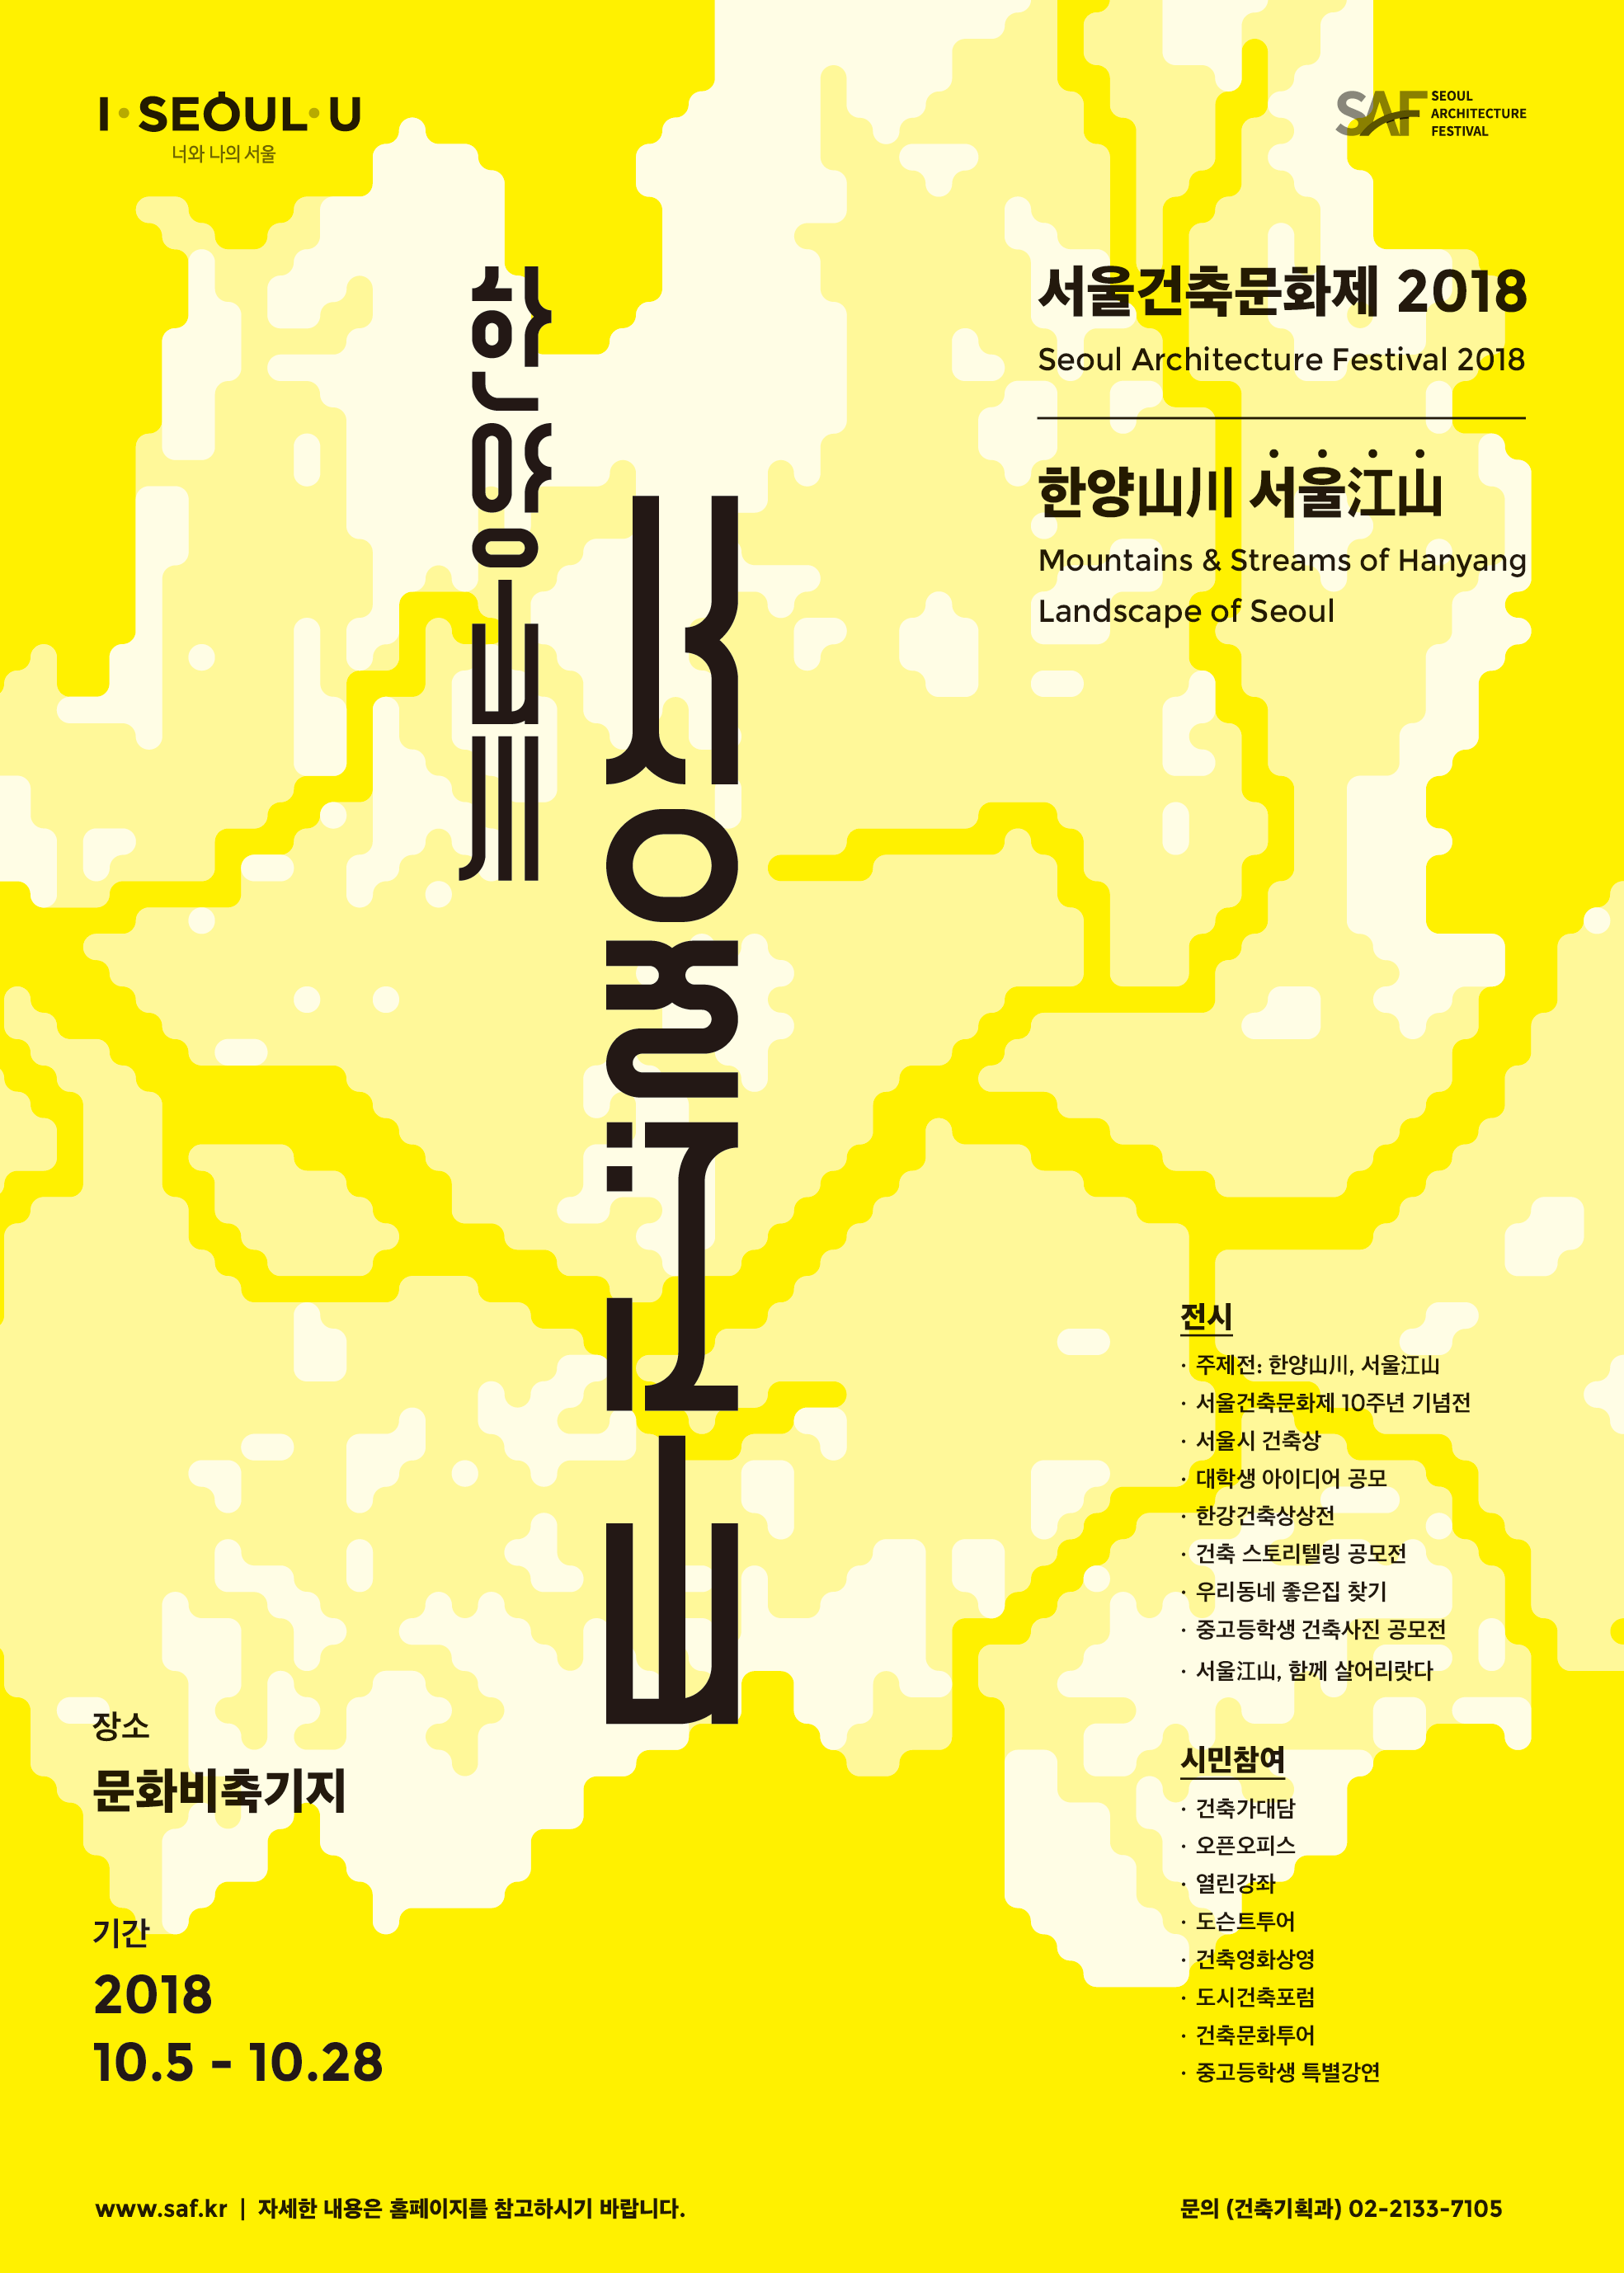 I·SEOUL·U
너와 나의 서울
SAF
SEOUL
ARCHITECTURE
FESTIVAL
서울건축문화제 2018
Seoul Architecture Festival 2018
한양山川 서울江山
Mountains & Streams of Hanyang
Landscape of Seoul
한양山川
서울江山
전시
· 주제전: 한양山川, 서울江山
· 서울건축문화제 10주년 기념전
· 서울시 건축상
· 대학생 아이디어 공모
· 한강건축상상전
· 건축 스토리텔링 공모전
· 우리동네 좋은집 찾기
· 중고등학생 건축사진 공모전
· 서울江山, 함께 살어리랏다
시민참여
· 건축가대담
· 오픈오피스
· 열린강좌
· 도슨트투어
· 건축영화상영
· 도시건축포럼
· 건축문화투어
· 중고등학생 특별강연
장소
문화비축기지
기간
2018
10.5 - 10.28
www.saf.kr | 자세한 내용은 홈페이지를 참고하시기 바랍니다.
문의 (건축기획과) 02-2133-7105